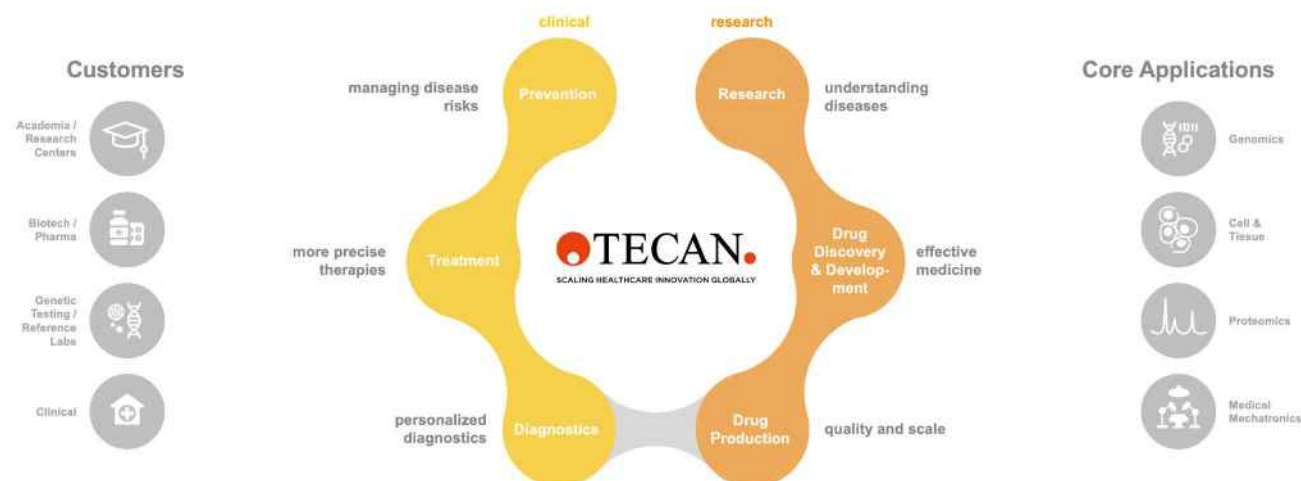 clinical
research
Customers
Core Applications
Academia /
Research
Centers
Biotech /
Pharma
Genetic
Testing /
Reference
Labs
Clinical
managing disease
risks
Prevention
more precise
therapies
Treatment
personalized
diagnostics
Diagnostics
TECAN.
SCALING HEALTHCARE INNOVATION GLOBALLY
Research
understanding
diseases
Drug
Discovery
& Develop-
ment
effective
medicine
Drug
Production
quality and scale
Genomics
Cell &
Tissue
Proteomics
Medical
Mechatronics